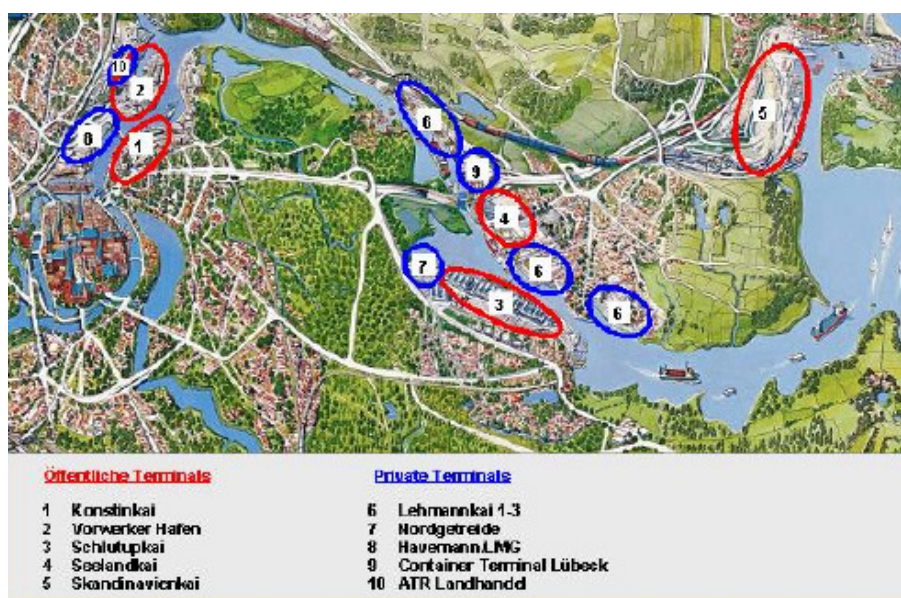 10
2
8
1
6
5
9
4
7
6
3
6
Öffentliche Terminals
1 Konstinkai
2 Vorwerker Hafen
3 Schlutupkai
4 Seelandkai
5 Skandinavienkai
Private Terminals
6 Lehmannkai 1-3
7 Nordgetreide
8 Havemann/LMG
9 Container Terminal Lübeck
10 ATR Landhandel